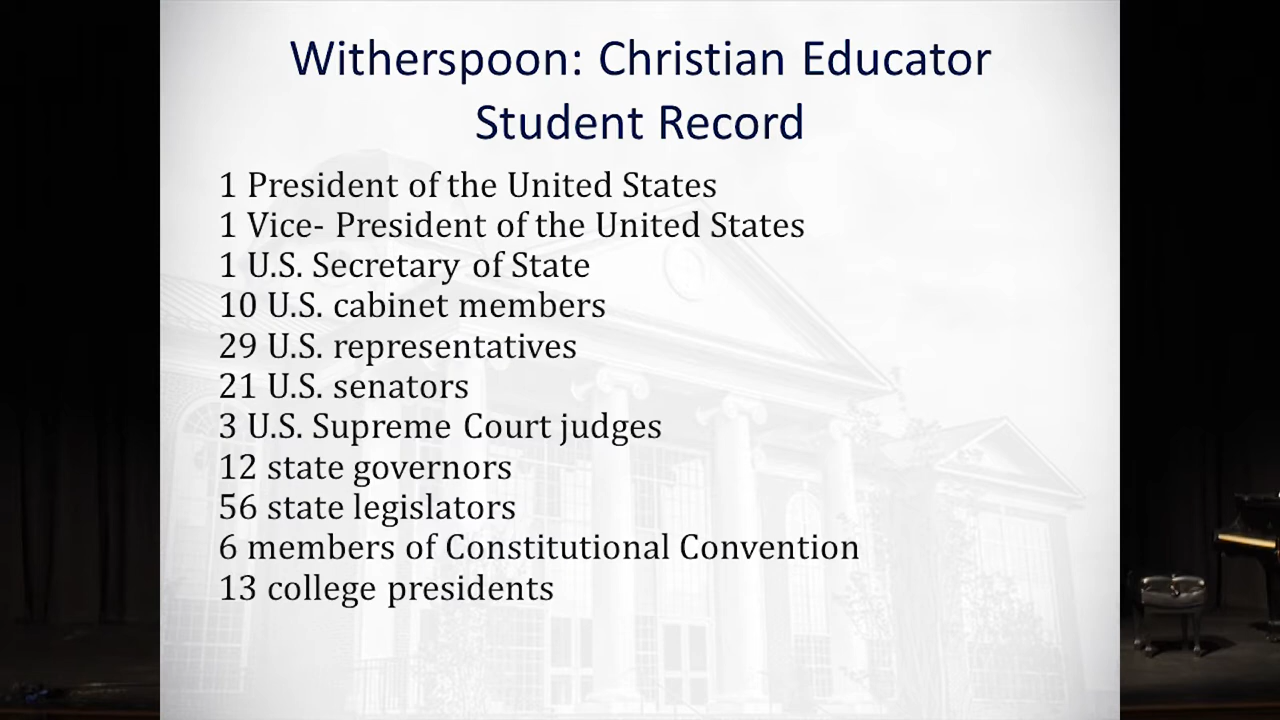 Witherspoon: Christian Educator
Student Record
1 President of the United States
1 Vice- President of the United States
1 U.S. Secretary of State
10 U.S. cabinet members
29 U.S. representatives
21 U.S. senators
3 U.S. Supreme Court judges
12 state governors
56 state legislators
6 members of Constitutional Convention
13 college presidents